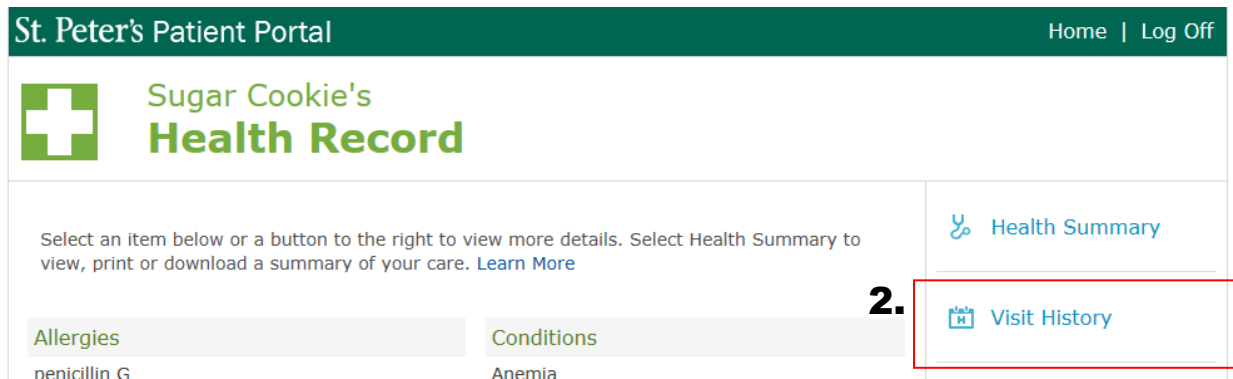 St. Peter's Patient Portal
Home | Log Off
Sugar Cookie's
Health Record
Select an item below or a button to the right to view more details. Select Health Summary to
view, print or download a summary of your care. Learn More
Health Summary
2.
Visit History
Allergies
Conditions
penicillin G
Anemia